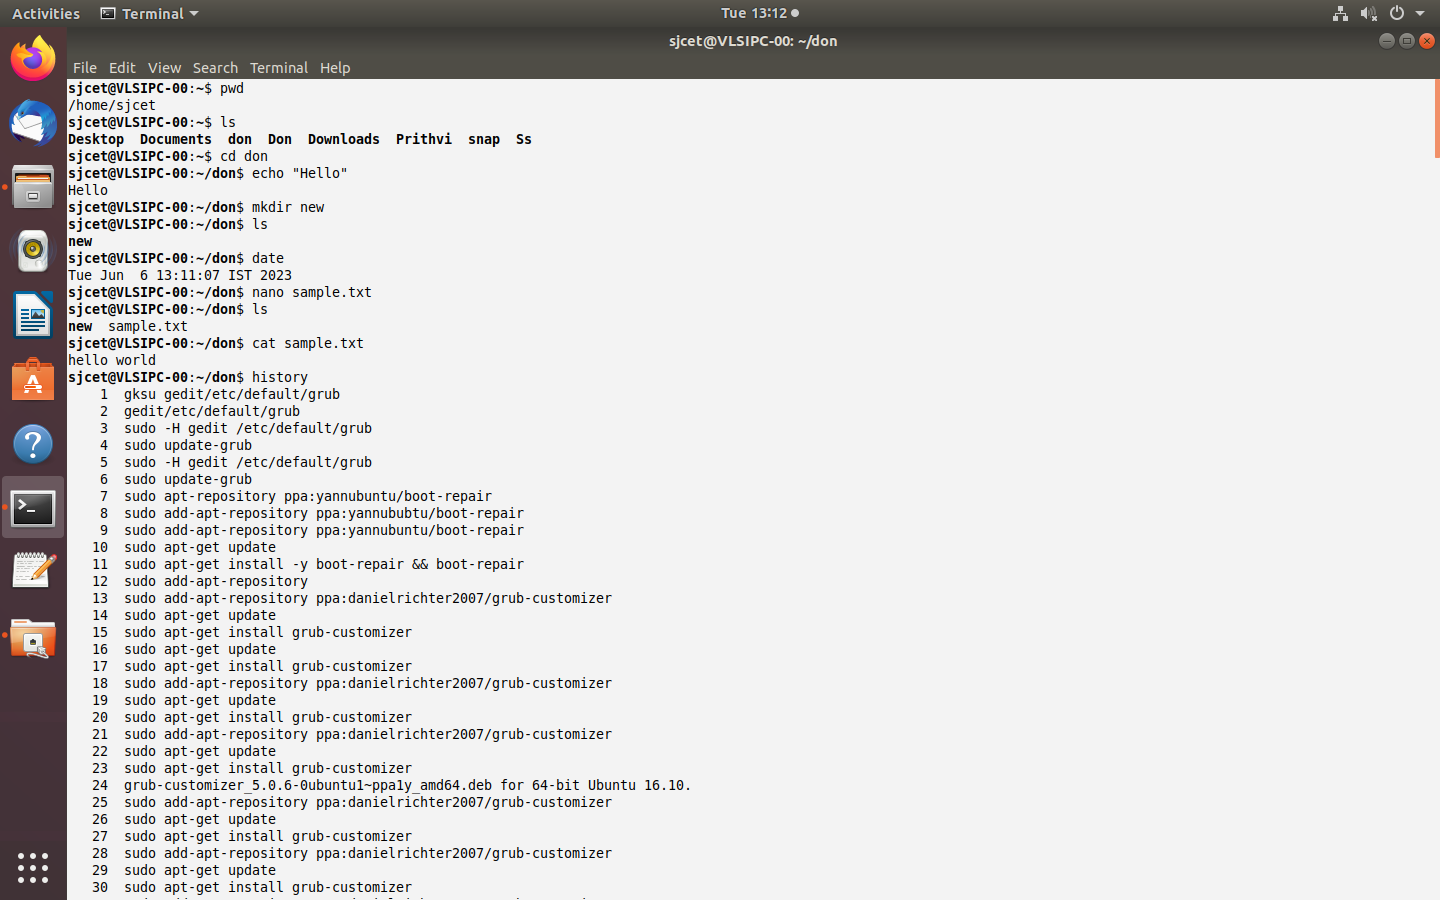 Activities Terminal Tue 13:12
sjcet@VLSIPC-00: ~/don
File Edit View Search Terminal Help
sjcet@VLSIPC-00:~$ pwd
/home/sjcet
sjcet@VLSIPC-00:~$ ls
Desktop  Documents  don  Don  Downloads  Prithvi  snap  Ss
sjcet@VLSIPC-00:~$ cd don
sjcet@VLSIPC-00:~/don$ echo "Hello"
Hello
sjcet@VLSIPC-00:~/don$ mkdir new
sjcet@VLSIPC-00:~/don$ ls
new
sjcet@VLSIPC-00:~/don$ date
Tue Jun  6 13:11:07 IST 2023
sjcet@VLSIPC-00:~/don$ nano sample.txt
sjcet@VLSIPC-00:~/don$ ls
new  sample.txt
sjcet@VLSIPC-00:~/don$ cat sample.txt
hello world
sjcet@VLSIPC-00:~/don$ history
    1  gksu gedit/etc/default/grub
    2  gedit/etc/default/grub
    3  sudo -H gedit /etc/default/grub
    4  sudo update-grub
    5  sudo -H gedit /etc/default/grub
    6  sudo update-grub
    7  sudo apt-repository ppa:yannubuntu/boot-repair
    8  sudo add-apt-repository ppa:yannububtu/boot-repair
    9  sudo add-apt-repository ppa:yannubuntu/boot-repair
   10  sudo apt-get update
   11  sudo apt-get install -y boot-repair && boot-repair
   12  sudo add-apt-repository
   13  sudo add-apt-repository ppa:danielrichter2007/grub-customizer
   14  sudo apt-get update
   15  sudo apt-get install grub-customizer
   16  sudo apt-get update
   17  sudo apt-get install grub-customizer
   18  sudo add-apt-repository ppa:danielrichter2007/grub-customizer
   19  sudo apt-get update
   20  sudo apt-get install grub-customizer
   21  sudo add-apt-repository ppa:danielrichter2007/grub-customizer
   22  sudo apt-get update
   23  sudo apt-get install grub-customizer
   24  grub-customizer_5.0.6-0ubuntu1~ppa1y_amd64.deb for 64-bit Ubuntu 16.10.
   25  sudo add-apt-repository ppa:danielrichter2007/grub-customizer
   26  sudo apt-get update
   27  sudo apt-get install grub-customizer
   28  sudo add-apt-repository ppa:danielrichter2007/grub-customizer
   29  sudo apt-get update
   30  sudo apt-get install grub-customizer